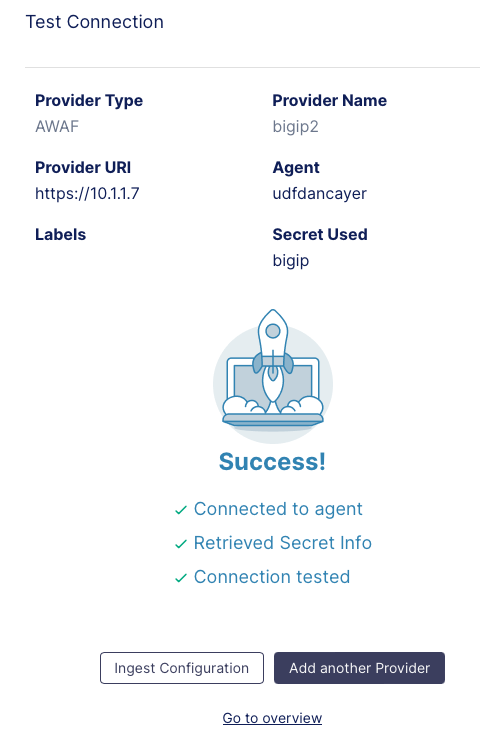 Test Connection
Provider Type
Provider Name
AWAF
bigip2
Provider URI
Agent
https://10.1.1.7
udfdancayer
Labels
Secret Used
bigip
Success!
Connected to agent
Retrieved Secret Info
Connection tested
Ingest Configuration
Add another Provider
Go to overview